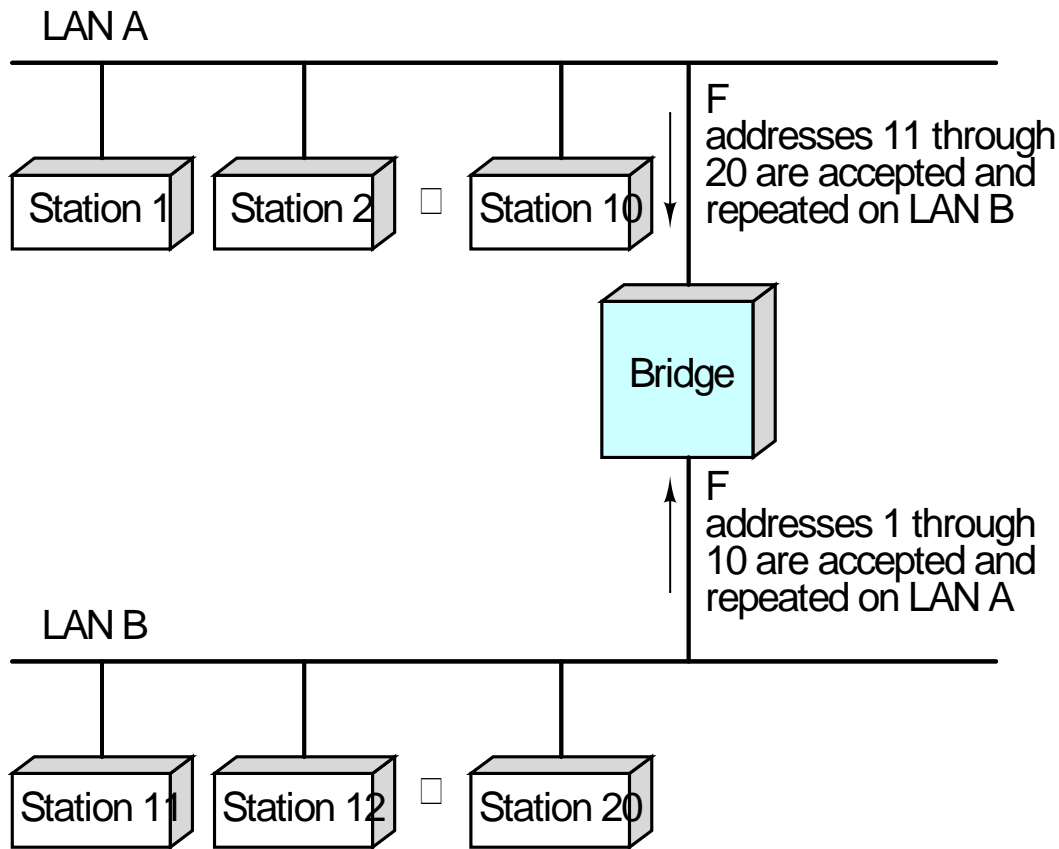 LAN A
F
addresses 11 through
20 are accepted and
repeated on LAN B
Station 1
Station 2
□
Station 10
Bridge
F
addresses 1 through
10 are accepted and
repeated on LAN A
LAN B
Station 11
Station 12
□
Station 20